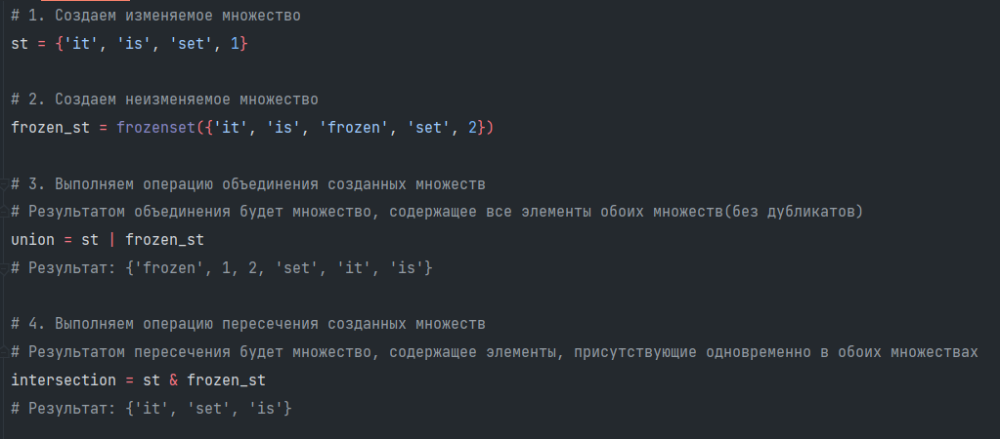 # 1. Создаем изменяемое множество
st = {'it', 'is', 'set', 1}
# 2. Создаем неизменяемое множество
frozen_st = frozenset({'it', 'is', 'frozen', 'set', 2})
# 3. Выполняем операцию объединения созданных множеств
# Результатом объединения будет множество, содержащее все элементы обоих множеств(без дубликатов)
union = st | frozen_st
# Результат: {'frozen', 1, 2, 'set', 'it', 'is'}
# 4. Выполняем операцию пересечения созданных множеств
# Результатом пересечения будет множество, содержащее элементы, присутствующие одновременно в обоих множествах
intersection = st & frozen_st
# Результат: {'it', 'set', 'is'}